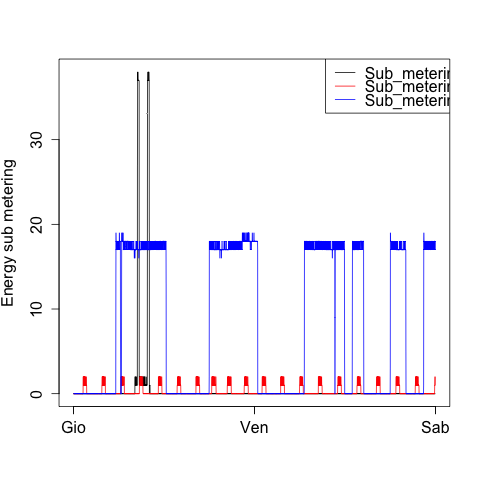 Sub_meterin
Sub_meterin
Sub_meterin
Energy sub metering
30
20
10
0
Gio Ven Sab